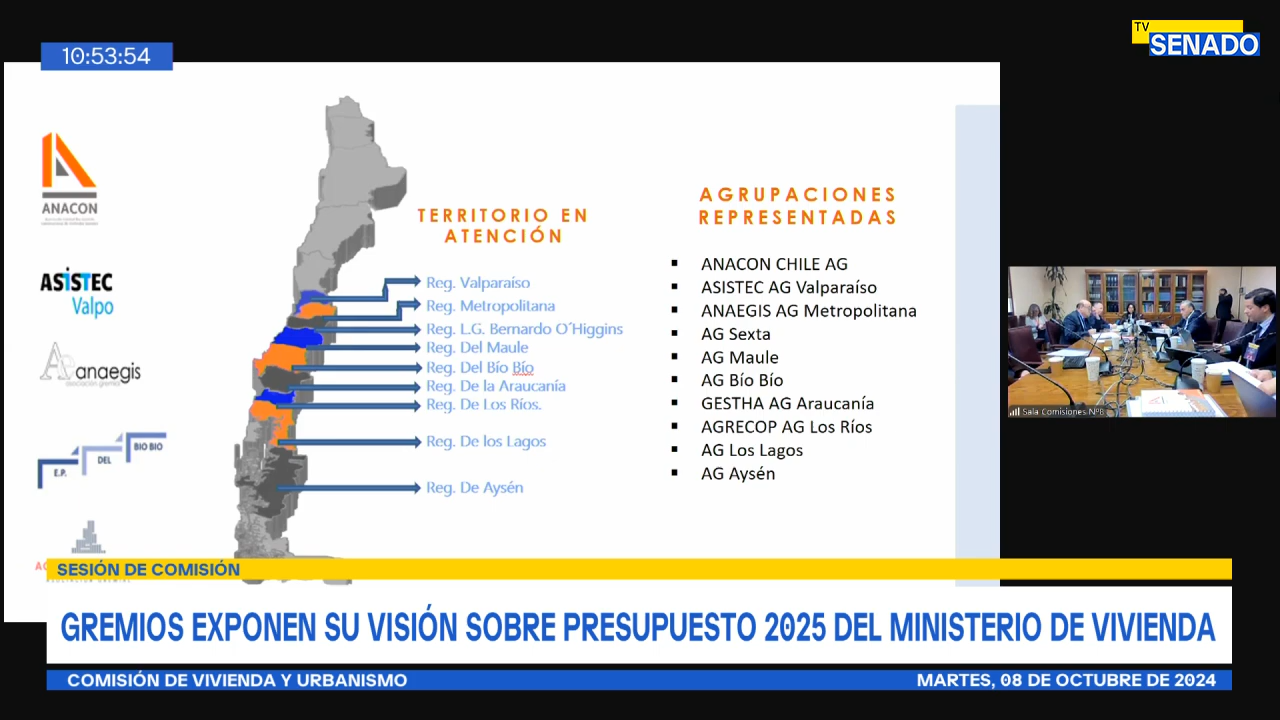 10:53:54
TV
SENADO
ANACON
ASISTEC
Valpo
anaegis
E.P.
DEL
BIO BIO
TERRITORIO EN
ATENCIÓN
Reg. Valparaíso
Reg. Metropolitana
Reg. L.G. Bernardo O´Higgins
Reg. Del Maule
Reg. Del Bío Bío
Reg. De la Araucanía
Reg. De Los Ríos.
Reg. De los Lagos
Reg. De Aysén
AGRUPACIONES
REPRESENTADAS
ANACON CHILE AG
ASISTEC AG Valparaíso
ANAEGIS AG Metropolitana
AG Sexta
AG Maule
AG Bío Bío
GESTHA AG Araucanía
AGRECOP AG Los Ríos
AG Los Lagos
AG Aysén
Sala Comisiones Nº8
SESIÓN DE COMISIÓN
GREMIOS EXPONEN SU VISIÓN SOBRE PRESUPUESTO 2025 DEL MINISTERIO DE VIVIENDA
COMISIÓN DE VIVIENDA Y URBANISMO
MARTES, 08 DE OCTUBRE DE 2024